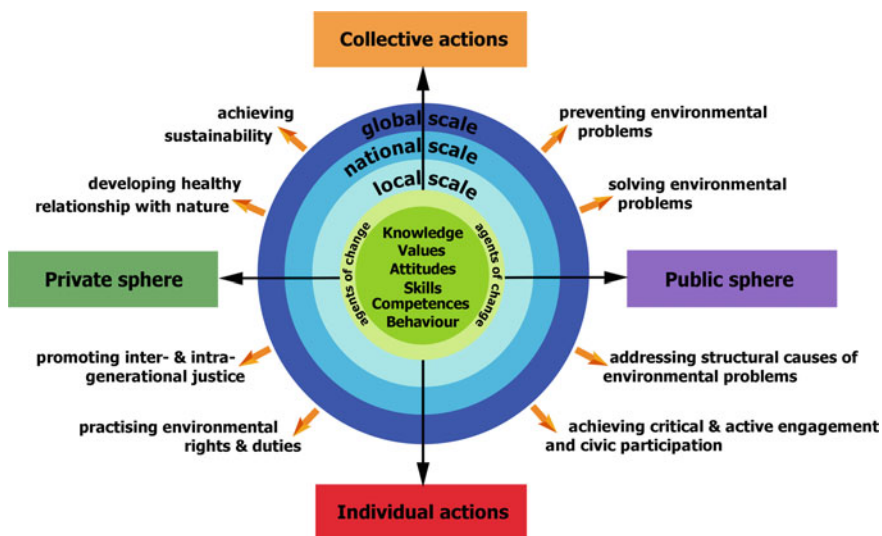 Collective actions
achieving
sustainability
preventing environmental
problems
global scale
national scale
local scale
developing healthy
relationship with nature
solving environmental
problems
agents of change
Knowledge
Values
Attitudes
Skills
Competences
Behaviour
agents of change
Private sphere
Public sphere
promoting inter- & intra-
generational justice
addressing structural causes of
environmental problems
practising environmental
rights & duties
achieving critical & active engagement
and civic participation
Individual actions